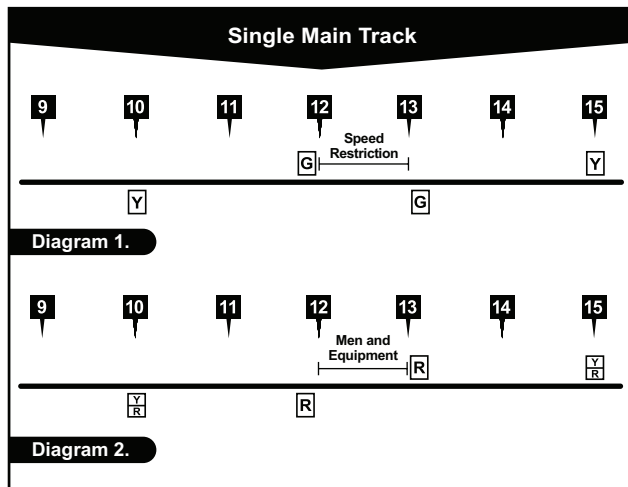 Single Main Track
9 10 11 12 13 14 15
Speed
Restriction
G Y
Y G
Diagram 1.
9 10 11 12 13 14 15
Men and
Equipment
R Y
R
Y
R R
Diagram 2.